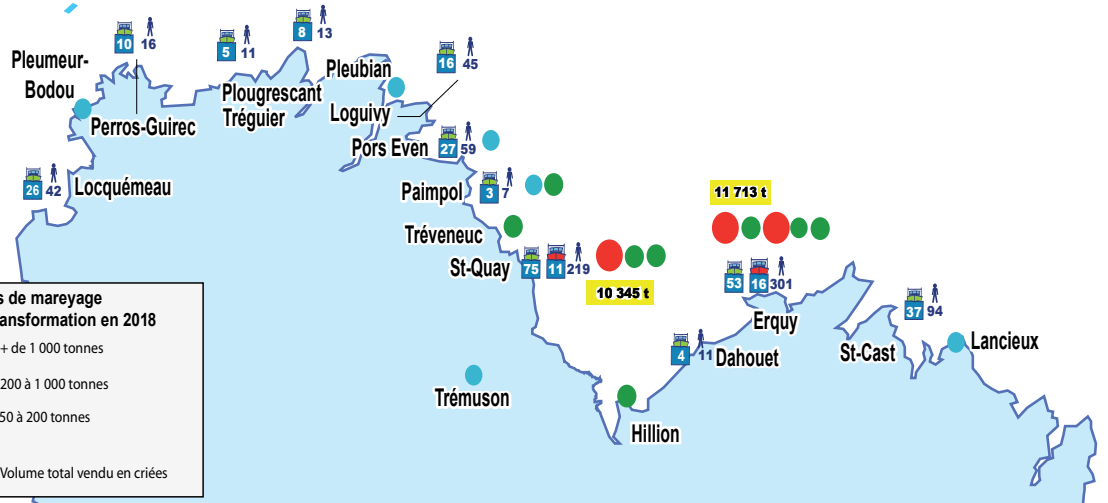 8 13
10 16
5 11
16 45
Pleumeur-
Bodou
Pleubian
Plougrescant
Tréguier
Loguivy
Perros-Guirec
Pors Even 27 59
26 42 Locquémeau
Paimpol 3 7
11 713 t
Tréveneuc
St-Quay 75 11 219
10 345 t
53 16 301
Erquy
37 94
St-Cast
Lancieux
4 11 Dahouet
Trémuson
Hillion
s de mareyage
ansformation en 2018
+ de 1 000 tonnes
200 à 1 000 tonnes
50 à 200 tonnes
Volume total vendu en criées